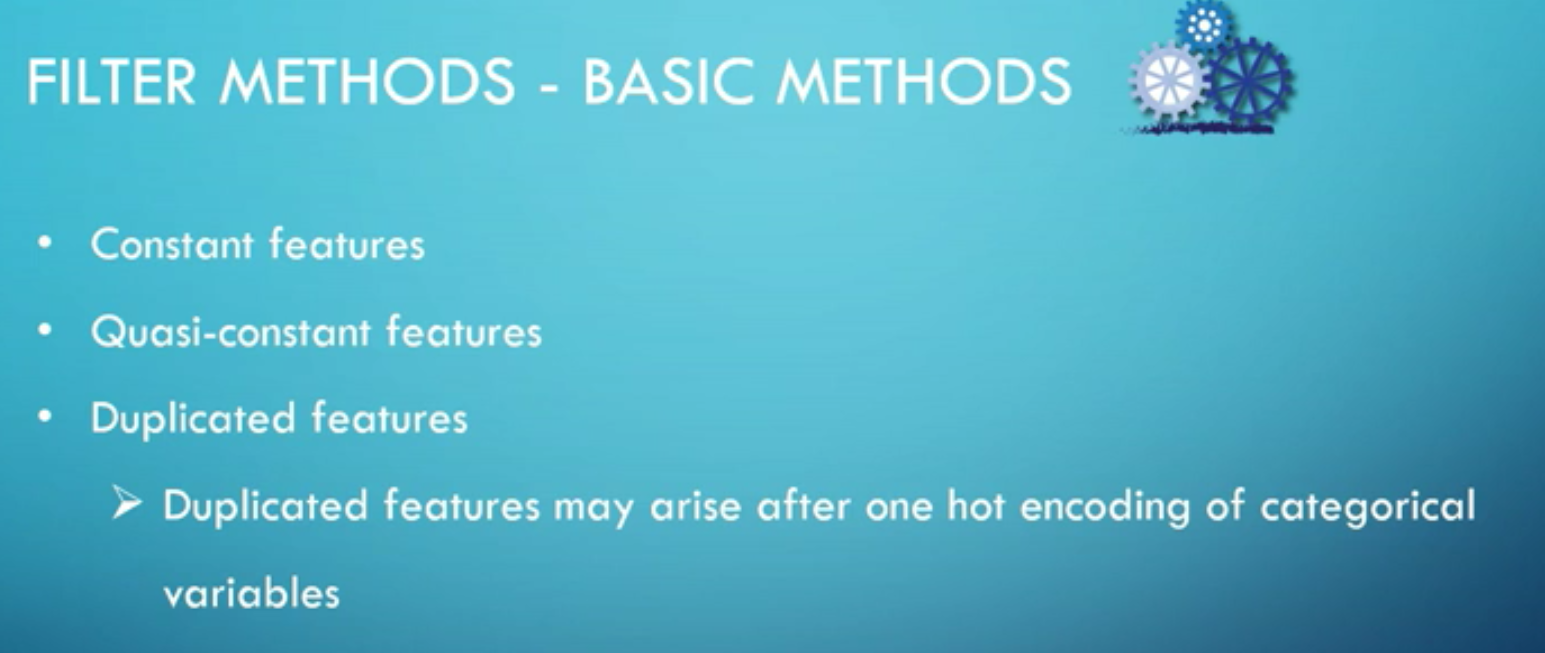 FILTER METHODS - BASIC METHODS
• Constant features
• Quasi-constant features
• Duplicated features
➢ Duplicated features may arise after one hot encoding of categorical
variables